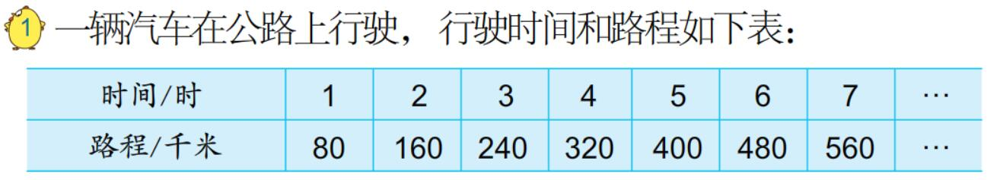 1 一辆汽车在公路上行驶，行驶时间和路程如下表：
时间/时 1 2 3 4 5 6 7 …
路程/千米 80 160 240 320 400 480 560 …